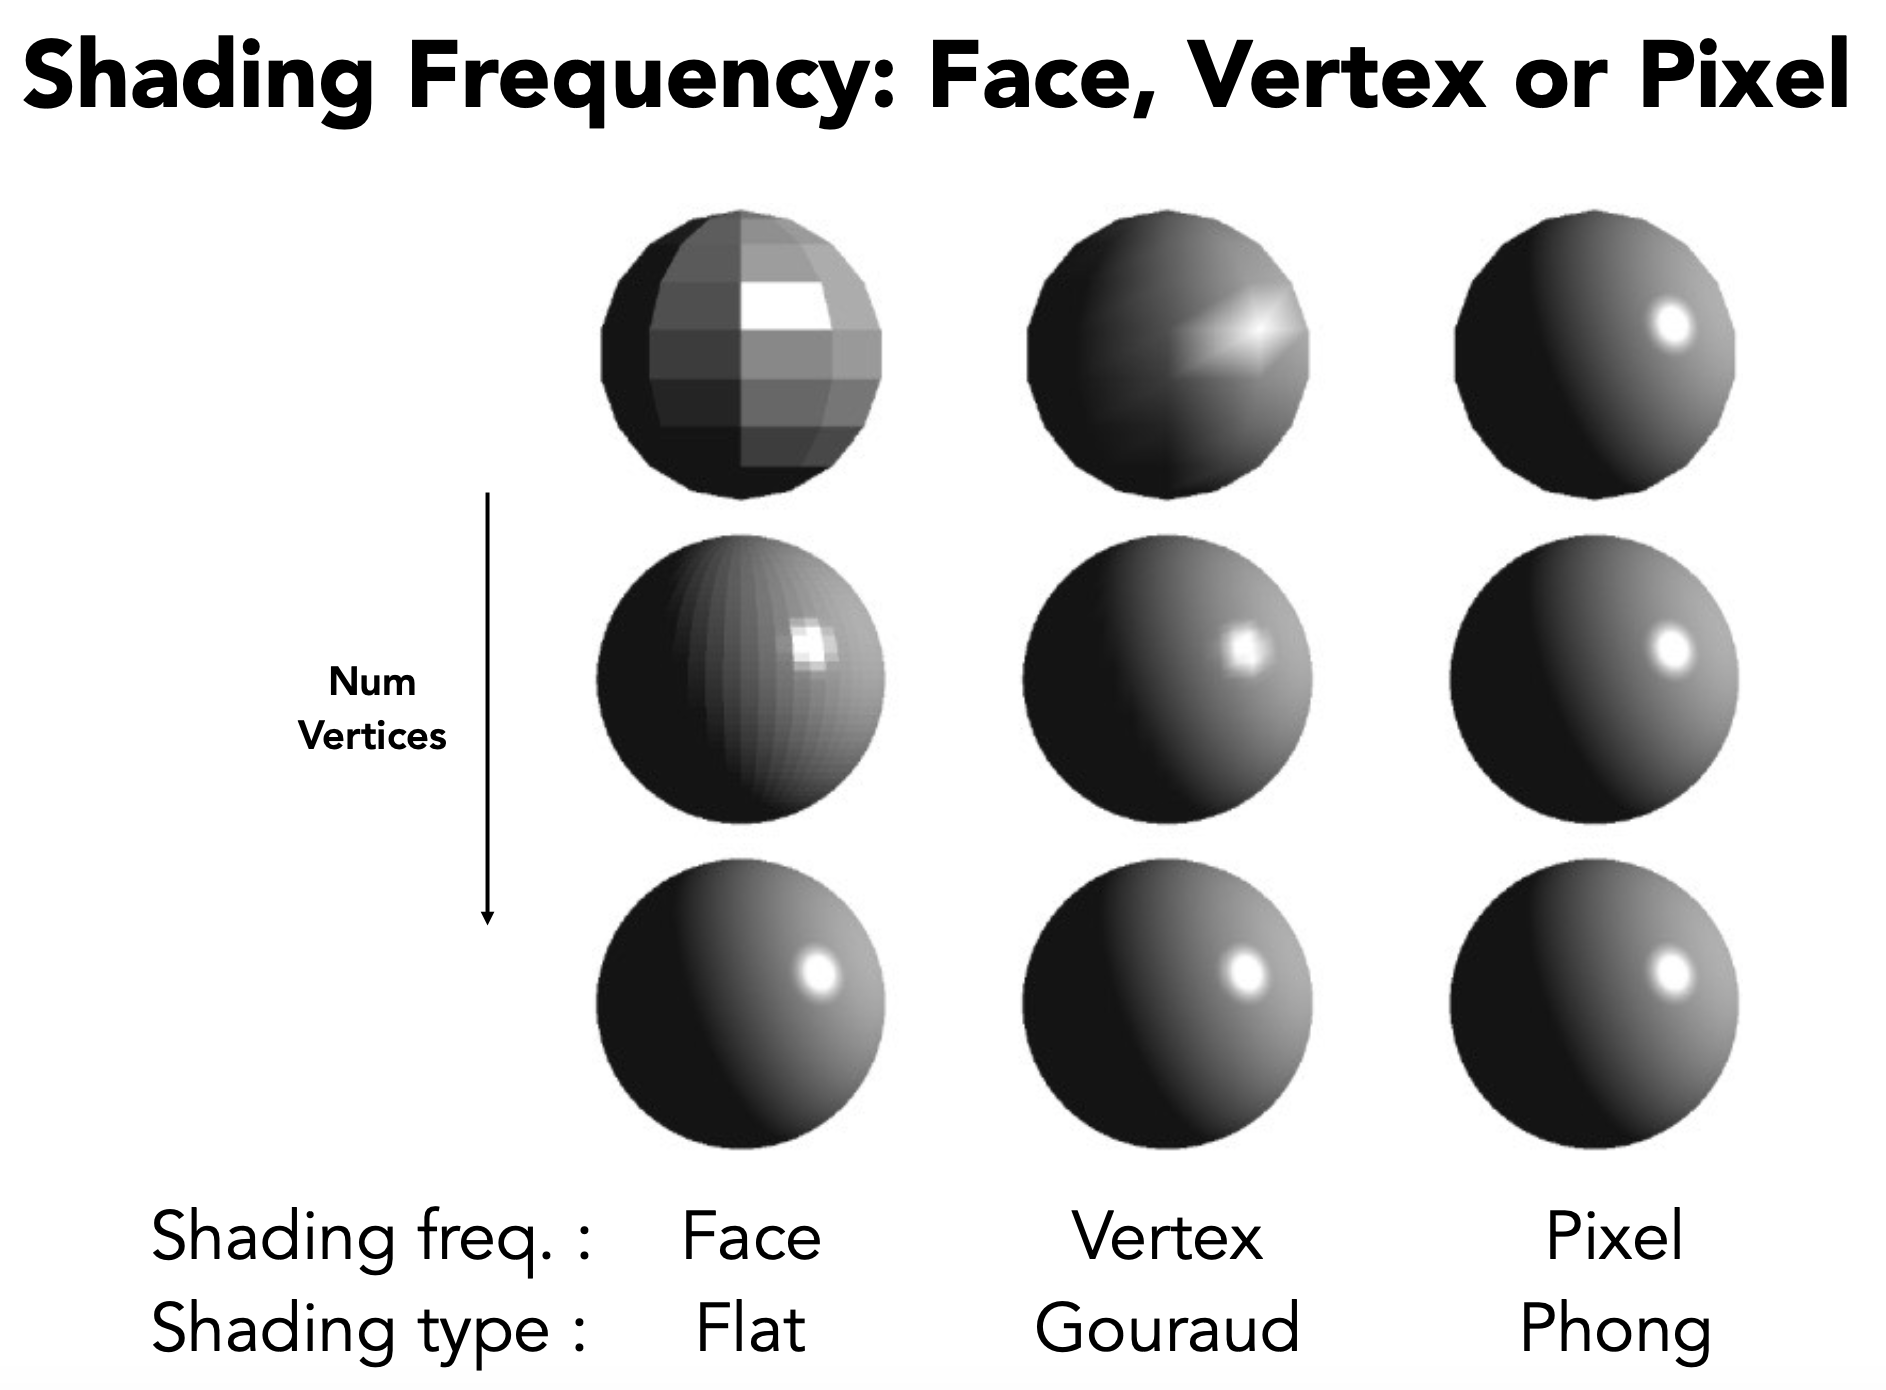 Shading Frequency: Face, Vertex or Pixel
Num
Vertices
Shading freq. : Face Vertex Pixel
Shading type : Flat Gouraud Phong